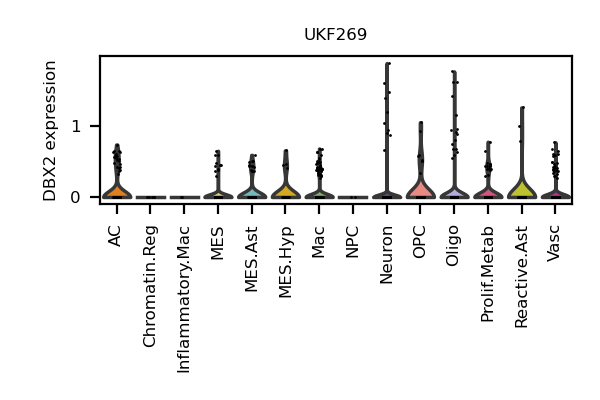 UKF269
DBX2 expression
1
0
AC
Chromatin.Reg
Inflammatory.Mac
MES
MES.Ast
MES.Hyp
Mac
NPC
Neuron
OPC
Oligo
Prolif.Metab
Reactive.Ast
Vasc